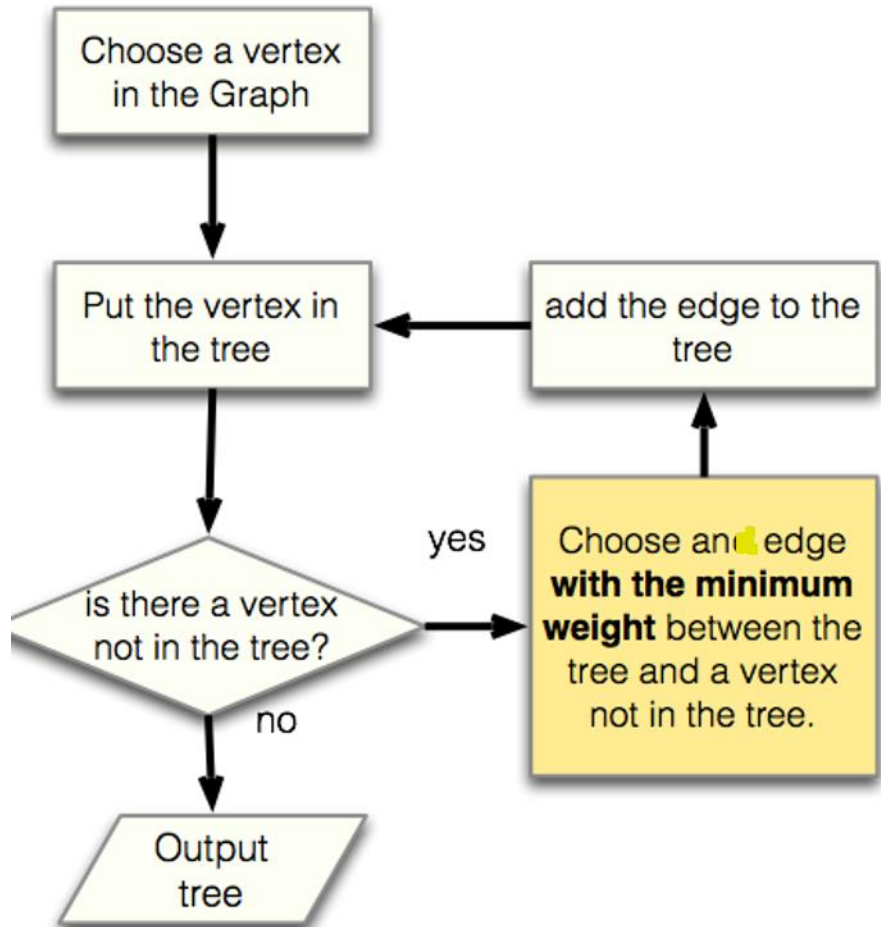 Choose a vertex
in the Graph
Put the vertex in
the tree
add the edge to the
tree
is there a vertex
not in the tree?
yes
Choose an edge
with the minimum
weight between the
tree and a vertex
not in the tree.
no
Output
tree